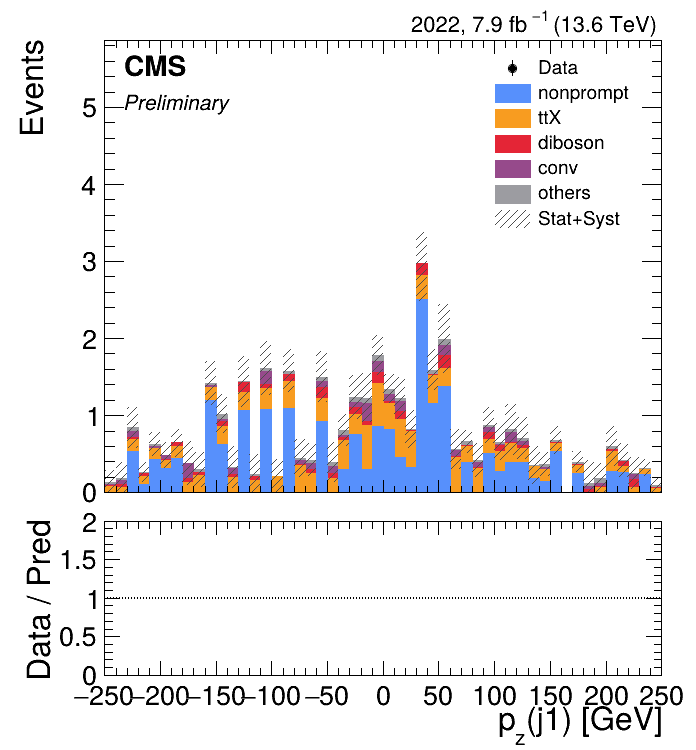 2022, 7.9 fb⁻¹ (13.6 TeV)
CMS
Preliminary
Events
5
4
3
2
1
0
Data
nonprompt
ttX
diboson
conv
others
Stat+Syst
Data / Pred
2
1.5
1
0.5
0
−250 −200 −150 −100 −50 0 50 100 150 200 250
p_z(j1) [GeV]